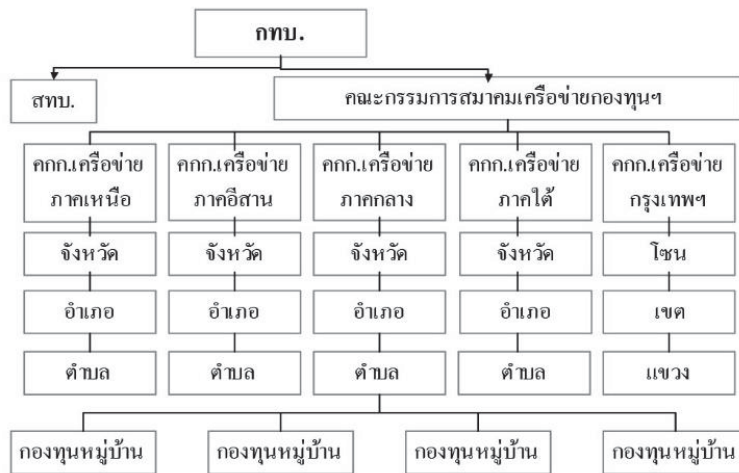 กทบ.
สทบ.
คณะกรรมการสมาคมเครือข่ายกองทุนฯ
คกก.เครือข่าย
ภาคเหนือ
คกก.เครือข่าย
ภาคอีสาน
คกก.เครือข่าย
ภาคกลาง
คกก.เครือข่าย
ภาคใต้
คกก.เครือข่าย
กรุงเทพฯ
จังหวัด
จังหวัด
จังหวัด
จังหวัด
โซน
อำเภอ
อำเภอ
อำเภอ
อำเภอ
เขต
ตำบล
ตำบล
ตำบล
ตำบล
แขวง
กองทุนหมู่บ้าน
กองทุนหมู่บ้าน
กองทุนหมู่บ้าน
กองทุนหมู่บ้าน